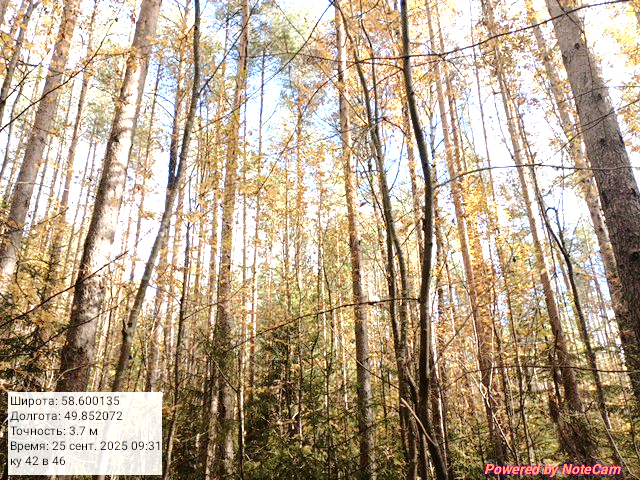 Широта: 58.600135
Долгота: 49.852072
Точность: 3.7 м
Время: 25 сент. 2025 09:31
ку 42 в 46
Powered by NoteCam